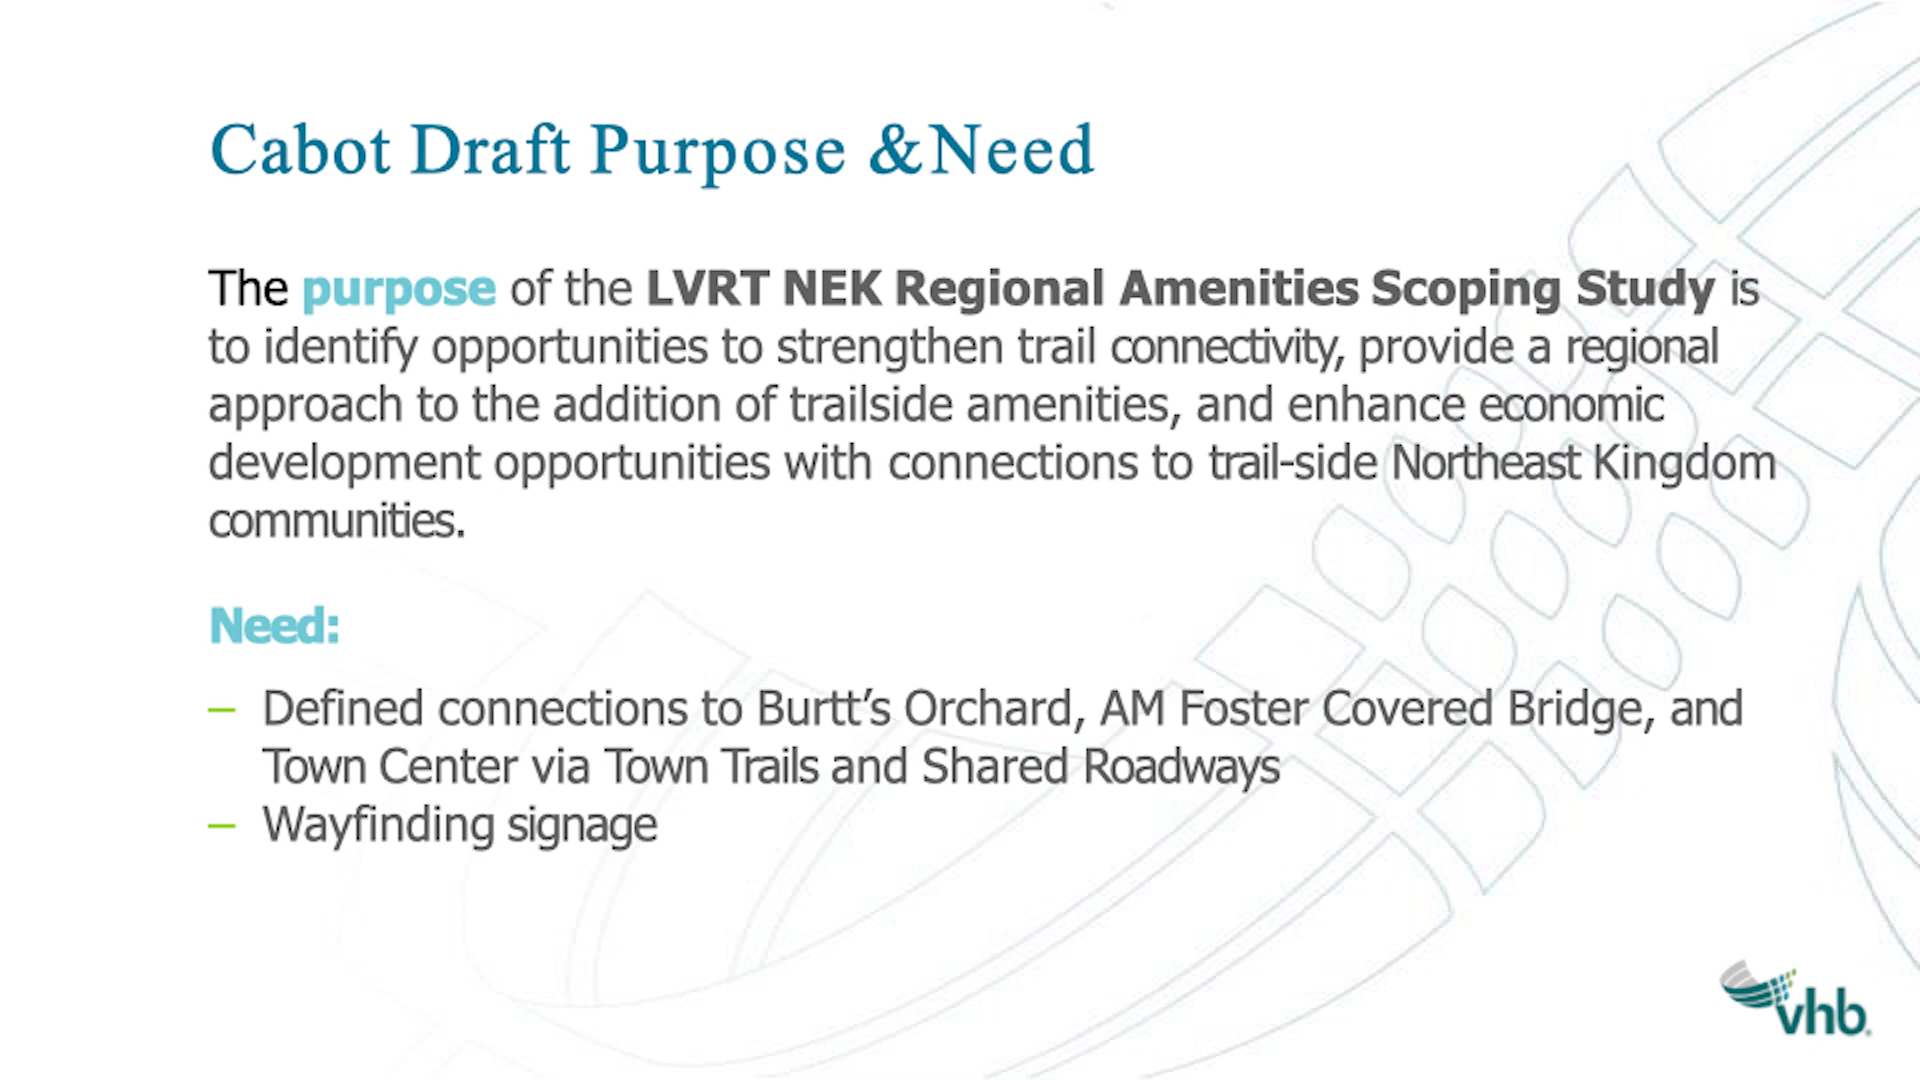 Cabot Draft Purpose &Need
The purpose of the LVRT NEK Regional Amenities Scoping Study is
to identify opportunities to strengthen trail connectivity, provide a regional
approach to the addition of trailside amenities, and enhance economic
development opportunities with connections to trail-side Northeast Kingdom
communities.
Need:
– Defined connections to Burtt’s Orchard, AM Foster Covered Bridge, and
Town Center via Town Trails and Shared Roadways
– Wayfinding signage
vhb